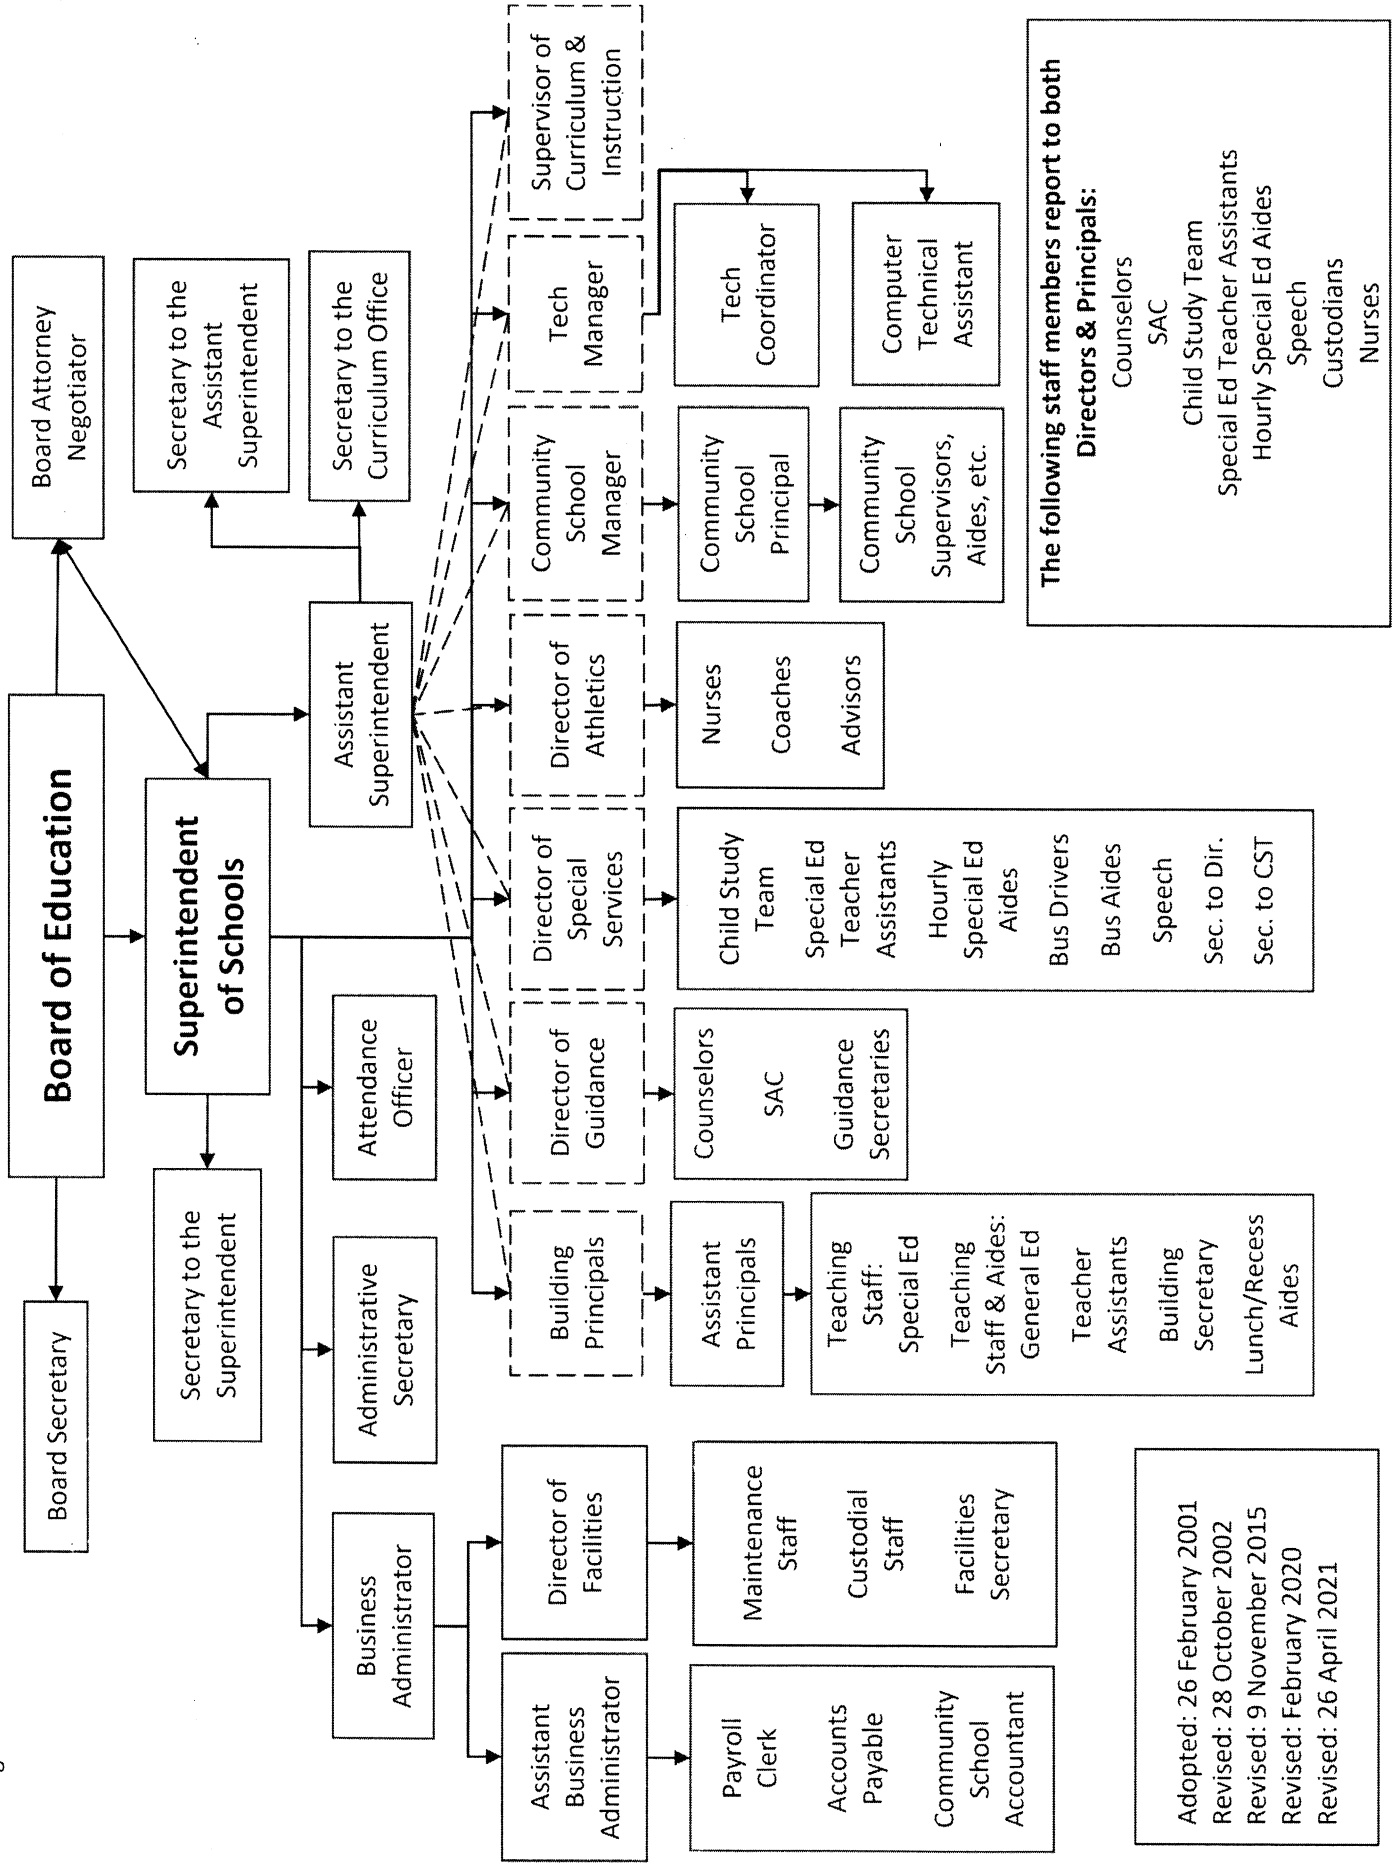 Board of Education
Board Secretary
Board Attorney
Negotiator
Superintendent
of Schools
Secretary to the
Superintendent
Secretary to the
Assistant
Superintendent
Assistant
Superintendent
Secretary to the
Curriculum Office
Business
Administrator
Administrative
Secretary
Attendance
Officer
Assistant
Business
Administrator
Director of
Facilities
Building
Principals
Director of
Guidance
Director of
Special
Services
Director of
Athletics
Community
School
Manager
Tech
Manager
Supervisor of
Curriculum &
Instruction
Payroll
Clerk
Accounts
Payable
Community
School
Accountant
Maintenance
Staff
Custodial
Staff
Facilities
Secretary
Assistant
Principals
Teaching
Staff:
Special Ed
Teaching
Staff & Aides:
General Ed
Teacher
Assistants
Building
Secretary
Lunch/Recess
Aides
Counselors
SAC
Guidance
Secretaries
Child Study
Team
Special Ed
Teacher
Assistants
Hourly
Special Ed
Aides
Bus Drivers
Bus Aides
Speech
Sec. to Dir.
Sec. to CST
Nurses
Coaches
Advisors
Community
School
Principal
Community
School
Supervisors,
Aides, etc.
Tech
Coordinator
Computer
Technical
Assistant
Adopted: 26 February 2001
Revised: 28 October 2002
Revised: 9 November 2015
Revised: February 2020
Revised: 26 April 2021
The following staff members report to both
Directors & Principals:
Counselors
SAC
Child Study Team
Special Ed Teacher Assistants
Hourly Special Ed Aides
Speech
Custodians
Nurses